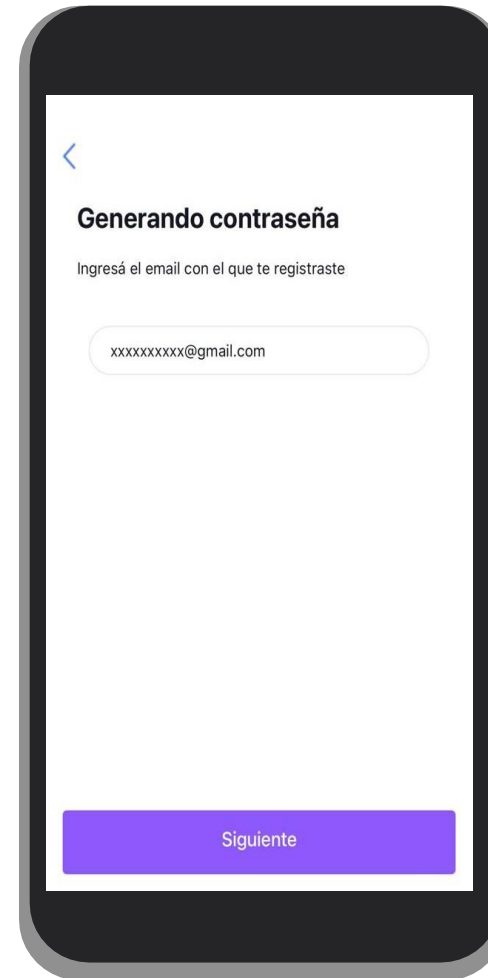 Generando contraseña
Ingresá el email con el que te registraste
xxxxxxxxxx@gmail.com
Siguiente